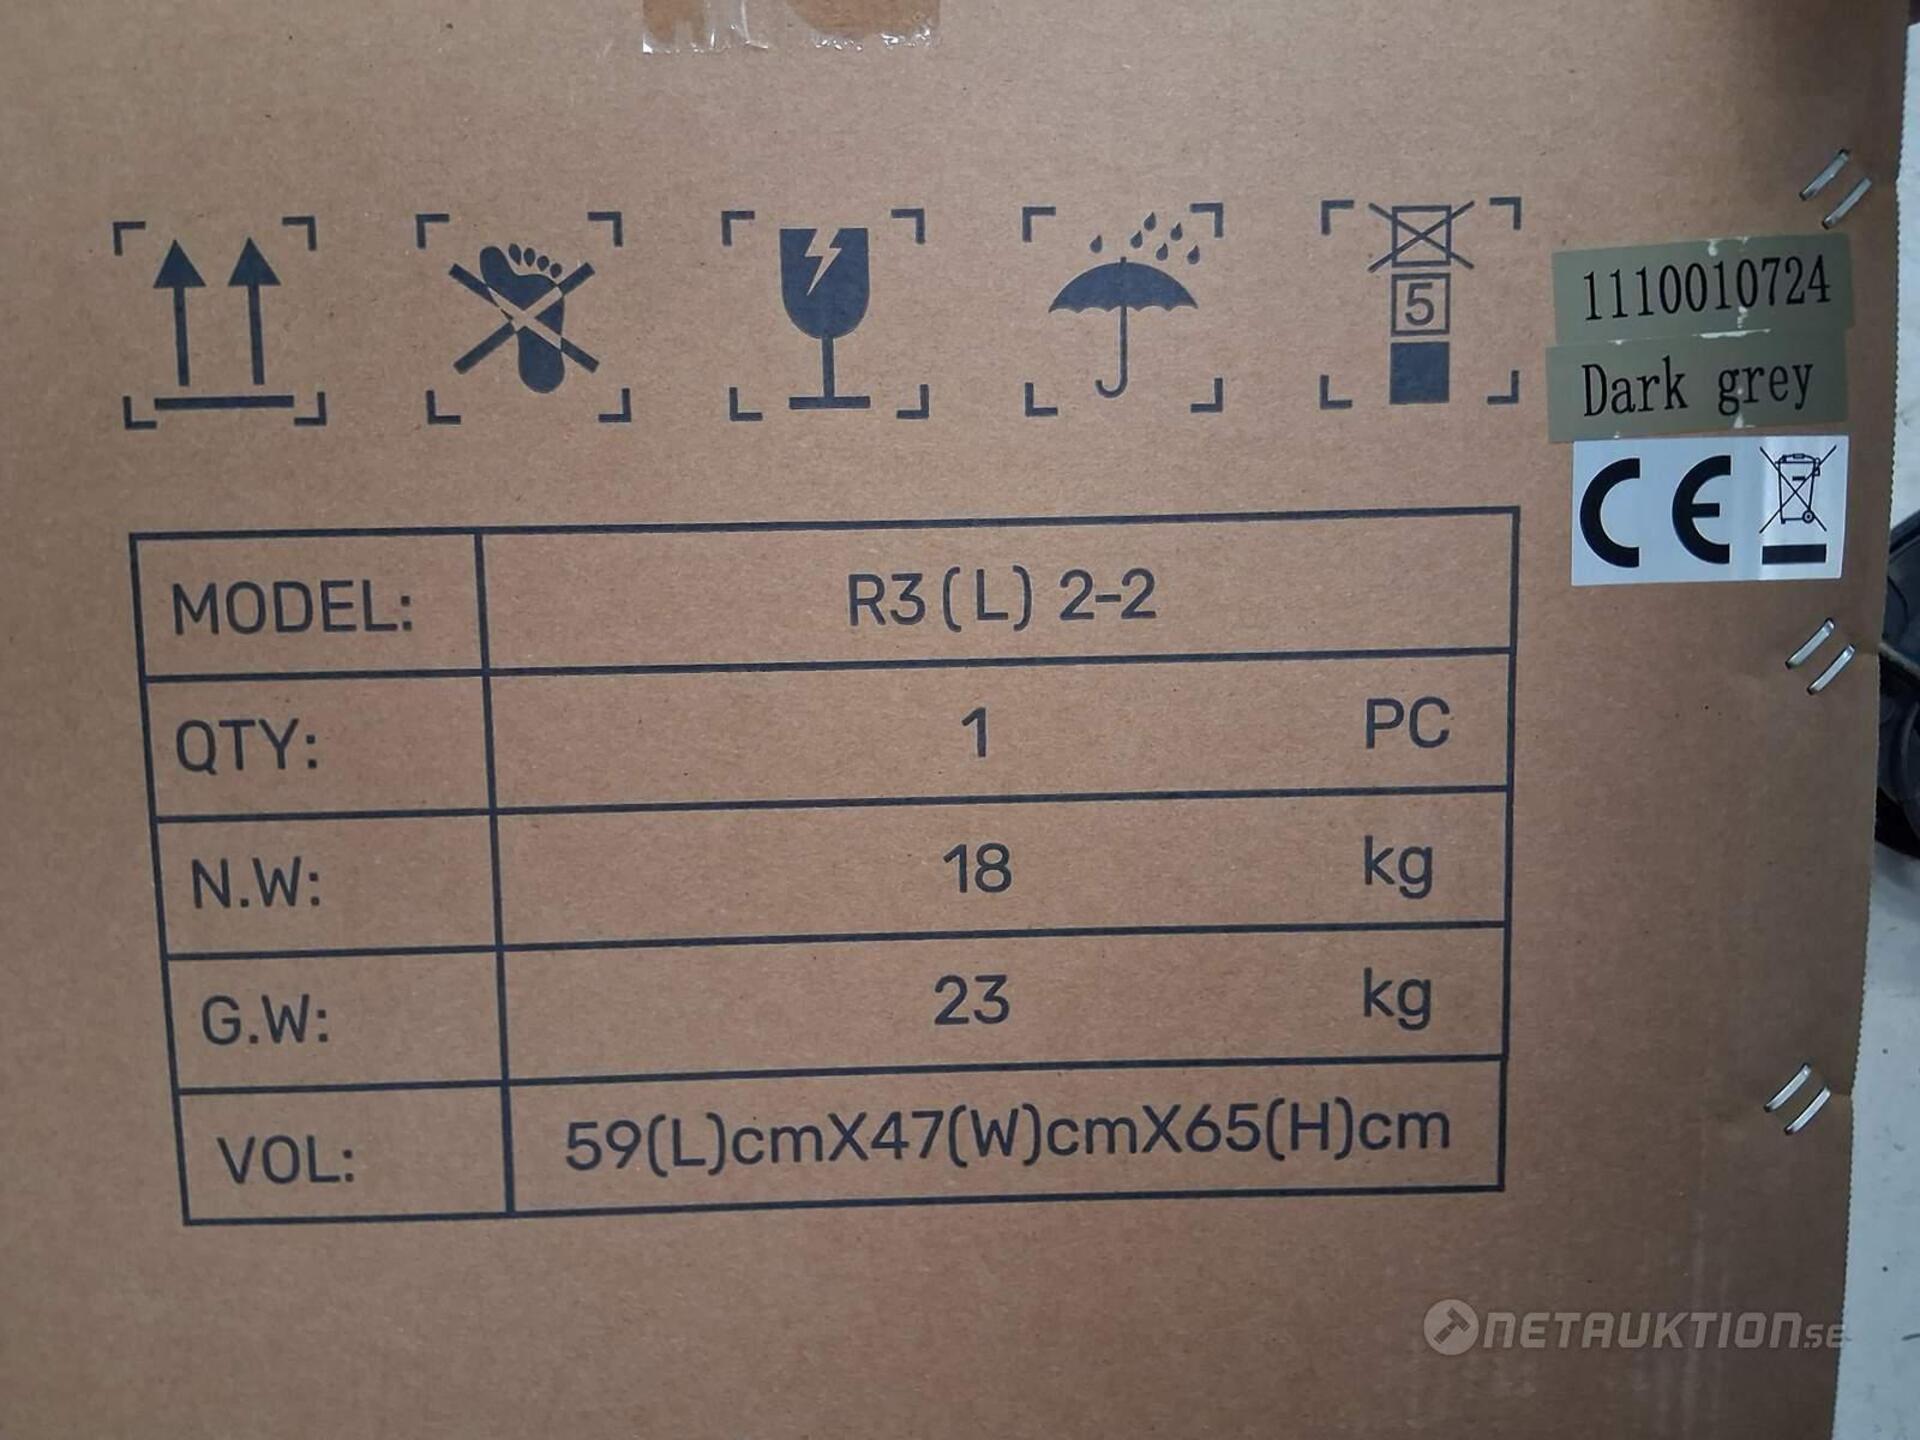 5
1110010724
Dark grey
CE
MODEL: R3(L) 2-2
QTY: 1 PC
N.W: 18 kg
G.W: 23 kg
VOL: 59(L)cmX47(W)cmX65(H)cm
NETAUKTION.SE